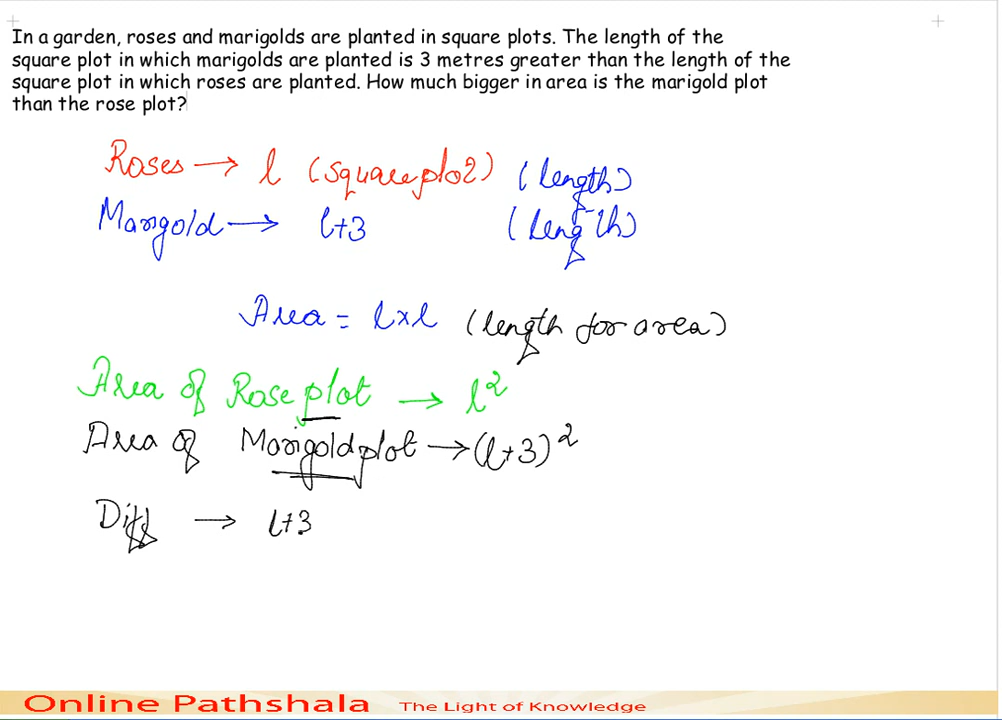 In a garden, roses and marigolds are planted in square plots. The length of the
square plot in which marigolds are planted is 3 metres greater than the length of the
square plot in which roses are planted. How much bigger in area is the marigold plot
than the rose plot?
Roses → l (square plot) (length)
Marigold → l+3 (length)
Area = l×l (length for area)
Area of Rose plot → l²
Area of Marigold plot → (l+3)²
Diff → l+3
Online Pathshala The Light of Knowledge